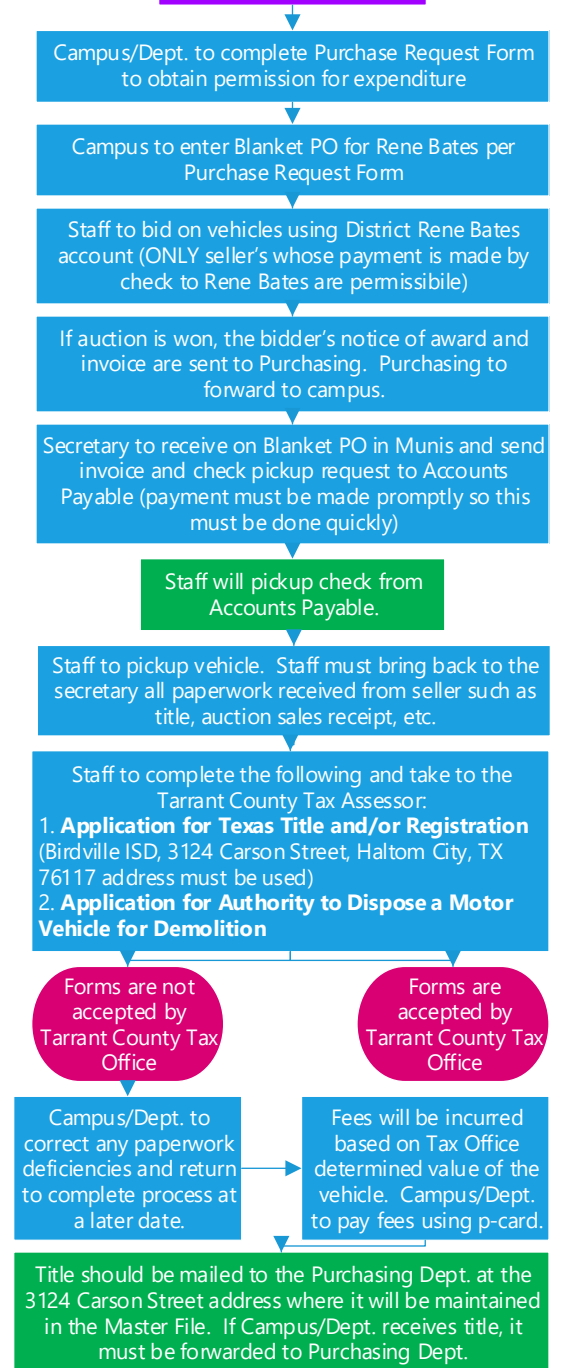 Campus/Dept. to complete Purchase Request Form
to obtain permission for expenditure
Campus to enter Blanket PO for Rene Bates per
Purchase Request Form
Staff to bid on vehicles using District Rene Bates
account (ONLY seller's whose payment is made by
check to Rene Bates are permissibile)
If auction is won, the bidder's notice of award and
invoice are sent to Purchasing.  Purchasing to
forward to campus.
Secretary to receive on Blanket PO in Munis and send
invoice and check pickup request to Accounts
Payable (payment must be made promptly so this
must be done quickly)
Staff will pickup check from
Accounts Payable.
Staff to pickup vehicle.  Staff must bring back to the
secretary all paperwork received from seller such as
title, auction sales receipt, etc.
Staff to complete the following and take to the
Tarrant County Tax Assessor:
1. Application for Texas Title and/or Registration
(Birdville ISD, 3124 Carson Street, Haltom City, TX
76117 address must be used)
2. Application for Authority to Dispose a Motor
Vehicle for Demolition
Forms are not
accepted by
Tarrant County Tax
Office
Forms are
accepted by
Tarrant County Tax
Office
Campus/Dept. to
correct any paperwork
deficiencies and return
to complete process at
a later date.
Fees will be incurred
based on Tax Office
determined value of the
vehicle.  Campus/Dept.
to pay fees using p-card.
Title should be mailed to the Purchasing Dept. at the
3124 Carson Street address where it will be maintained
in the Master File.  If Campus/Dept. receives title, it
must be forwarded to Purchasing Dept.